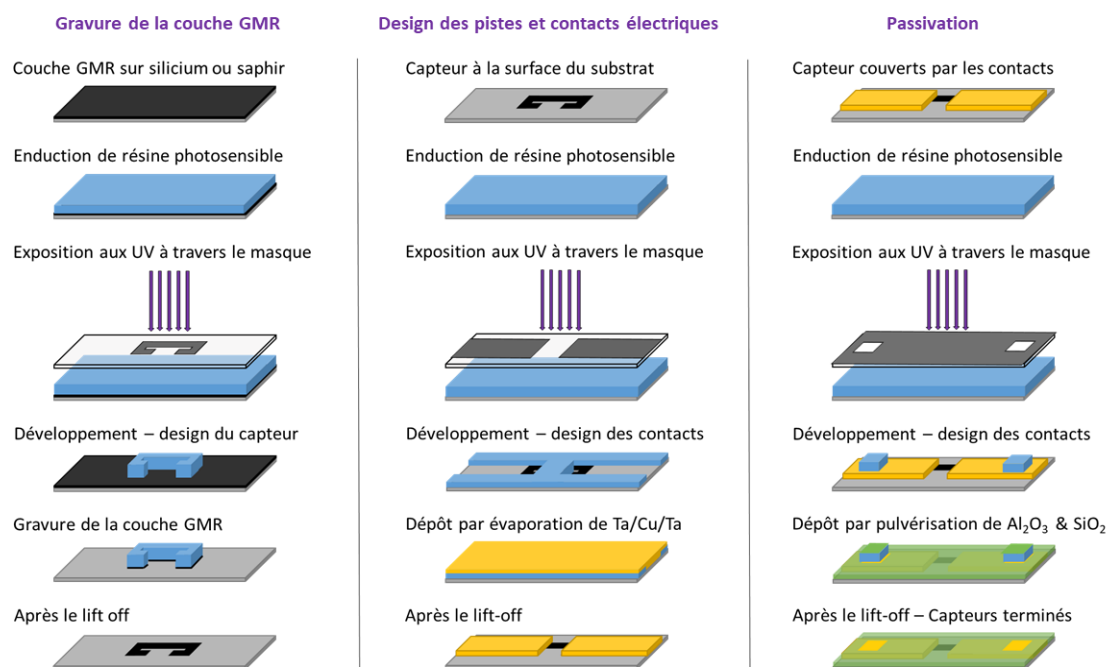 Gravure de la couche GMR
Couche GMR sur silicium ou saphir
Enduction de résine photosensible
Exposition aux UV à travers le masque
Développement – design du capteur
Gravure de la couche GMR
Après le lift off
Design des pistes et contacts électriques
Capteur à la surface du substrat
Enduction de résine photosensible
Exposition aux UV à travers le masque
Développement – design des contacts
Dépôt par évaporation de Ta/Cu/Ta
Après le lift-off
Passivation
Capteur couverts par les contacts
Enduction de résine photosensible
Exposition aux UV à travers le masque
Développement – design des contacts
Dépôt par pulvérisation de Al₂O₃ & SiO₂
Après le lift-off – Capteurs terminés